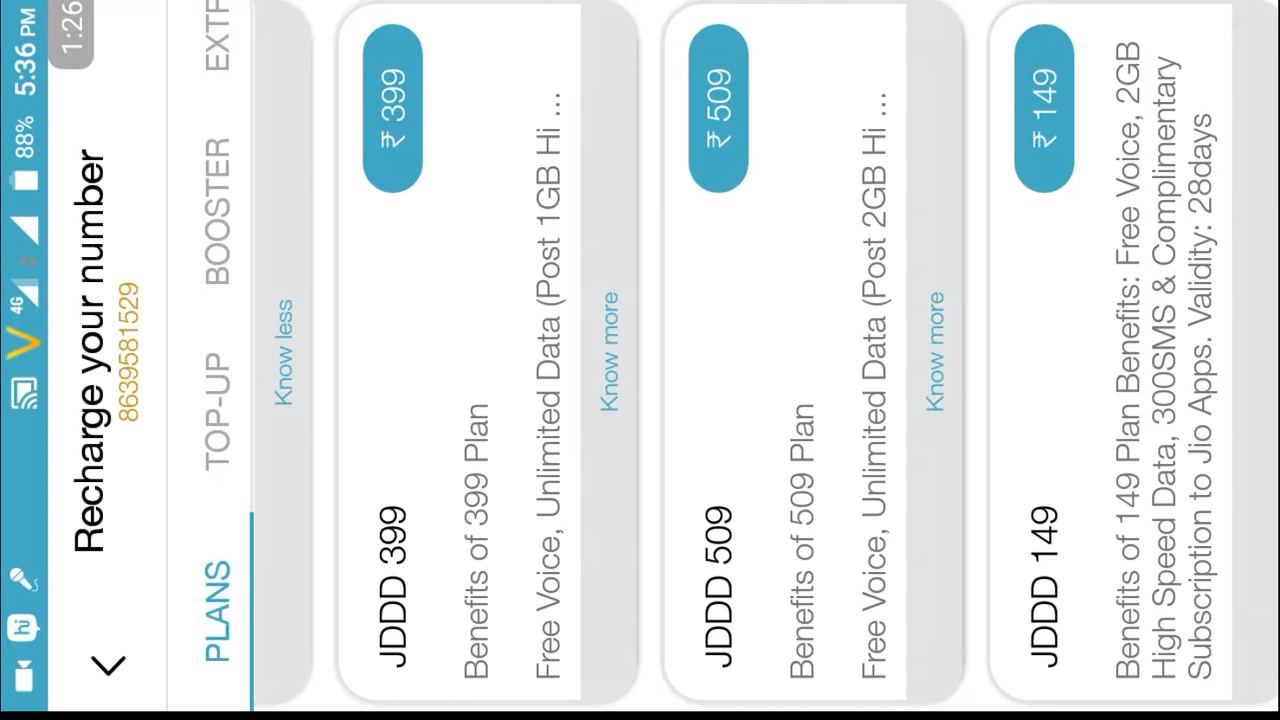 4G 88% 5:36 PM
1:26
Recharge your number
8639581529
PLANS TOP-UP BOOSTER EXTR
Know less
JDDD 399 ₹ 399
Benefits of 399 Plan
Free Voice, Unlimited Data (Post 1GB Hi ...
Know more
JDDD 509 ₹ 509
Benefits of 509 Plan
Free Voice, Unlimited Data (Post 2GB Hi ...
Know more
JDDD 149 ₹ 149
Benefits of 149 Plan Benefits: Free Voice, 2GB
High Speed Data, 300SMS & Complimentary
Subscription to Jio Apps. Validity: 28days